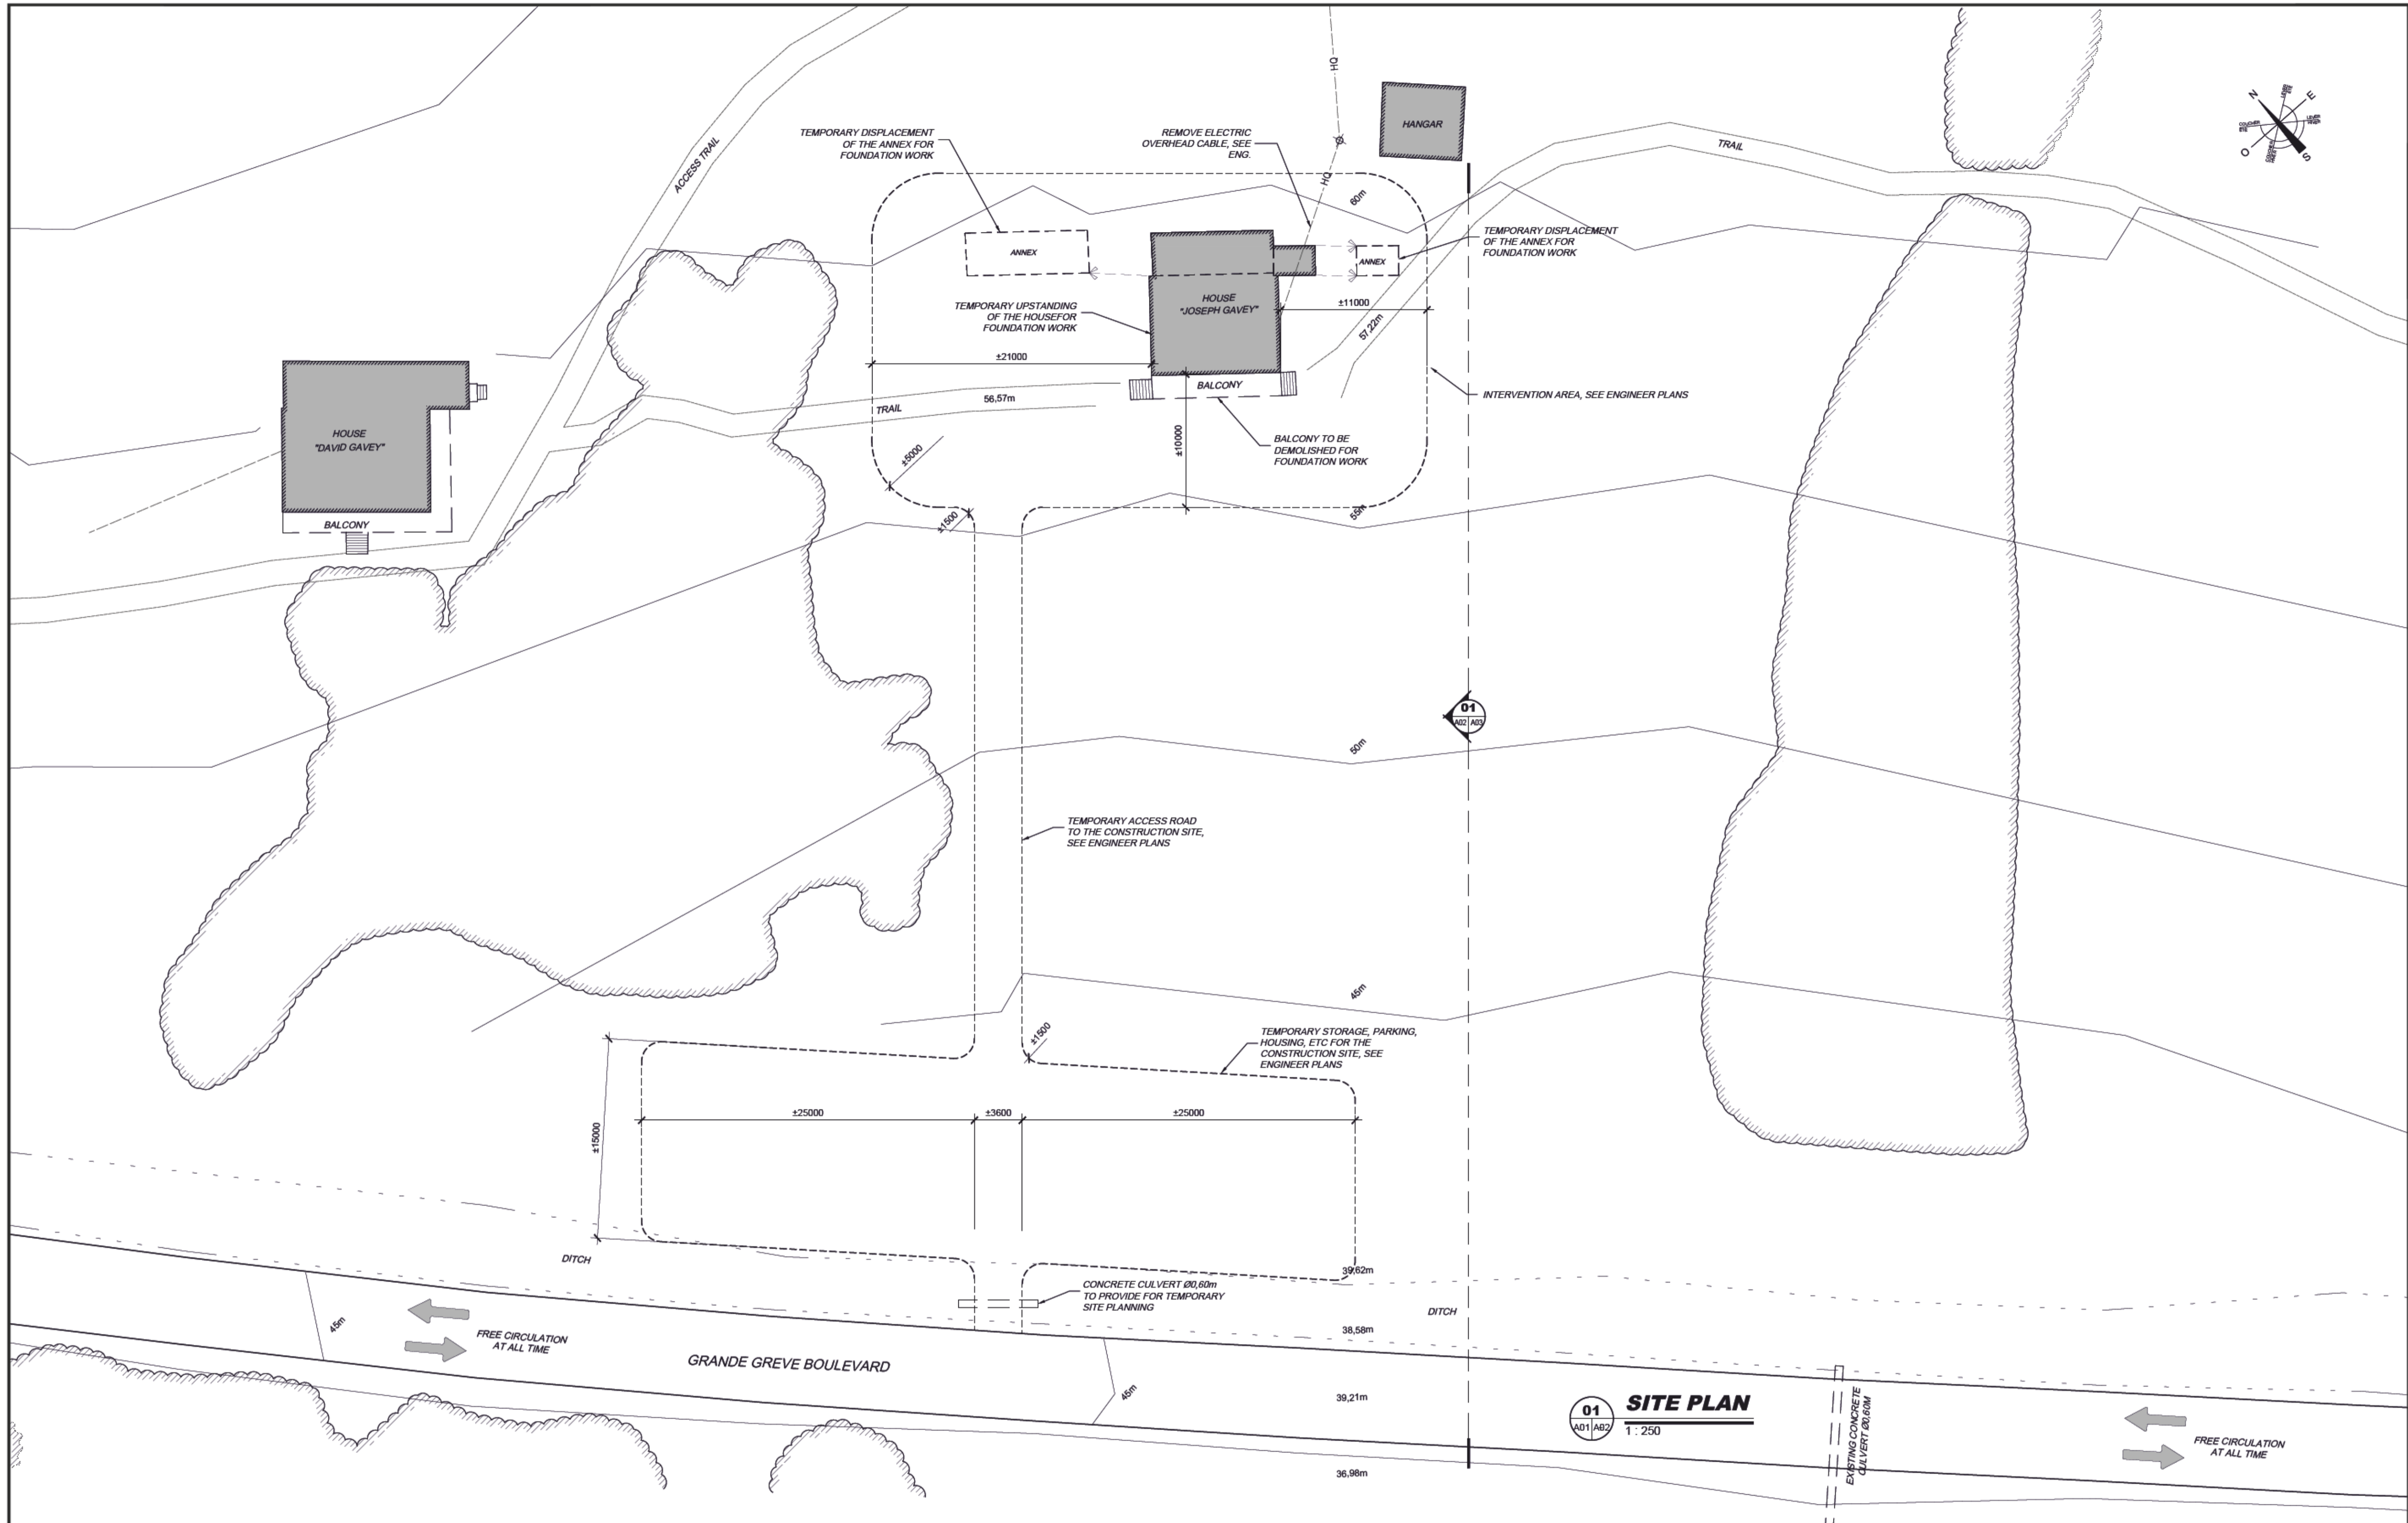 HQ
HANGAR
N
E
O
S
TRAIL
ACCESS TRAIL
TEMPORARY DISPLACEMENT
OF THE ANNEX FOR
FOUNDATION WORK
REMOVE ELECTRIC
OVERHEAD CABLE, SEE
ENG.
HQ
60m
ANNEX
ANNEX
TEMPORARY DISPLACEMENT
OF THE ANNEX FOR
FOUNDATION WORK
HOUSE
"JOSEPH GAVEY"
TEMPORARY UPSTANDING
OF THE HOUSEFOR
FOUNDATION WORK
±11000
57,22m
±21000
BALCONY
TRAIL
56,57m
INTERVENTION AREA, SEE ENGINEER PLANS
HOUSE
"DAVID GAVEY"
BALCONY
±5000
±10000
BALCONY TO BE
DEMOLISHED FOR
FOUNDATION WORK
±1500
55m
01
A02 A03
50m
TEMPORARY ACCESS ROAD
TO THE CONSTRUCTION SITE,
SEE ENGINEER PLANS
45m
±1500
TEMPORARY STORAGE, PARKING,
HOUSING, ETC FOR THE
CONSTRUCTION SITE, SEE
ENGINEER PLANS
±15000
±25000
±3600
±25000
DITCH
39,62m
CONCRETE CULVERT Ø0,60m
TO PROVIDE FOR TEMPORARY
SITE PLANNING
DITCH
38,58m
45m
FREE CIRCULATION
AT ALL TIME
GRANDE GREVE BOULEVARD
45m
39,21m
01
A01 A02
SITE PLAN
1 : 250
EXISTING CONCRETE
CULVERT Ø0,60M
FREE CIRCULATION
AT ALL TIME
36,98m